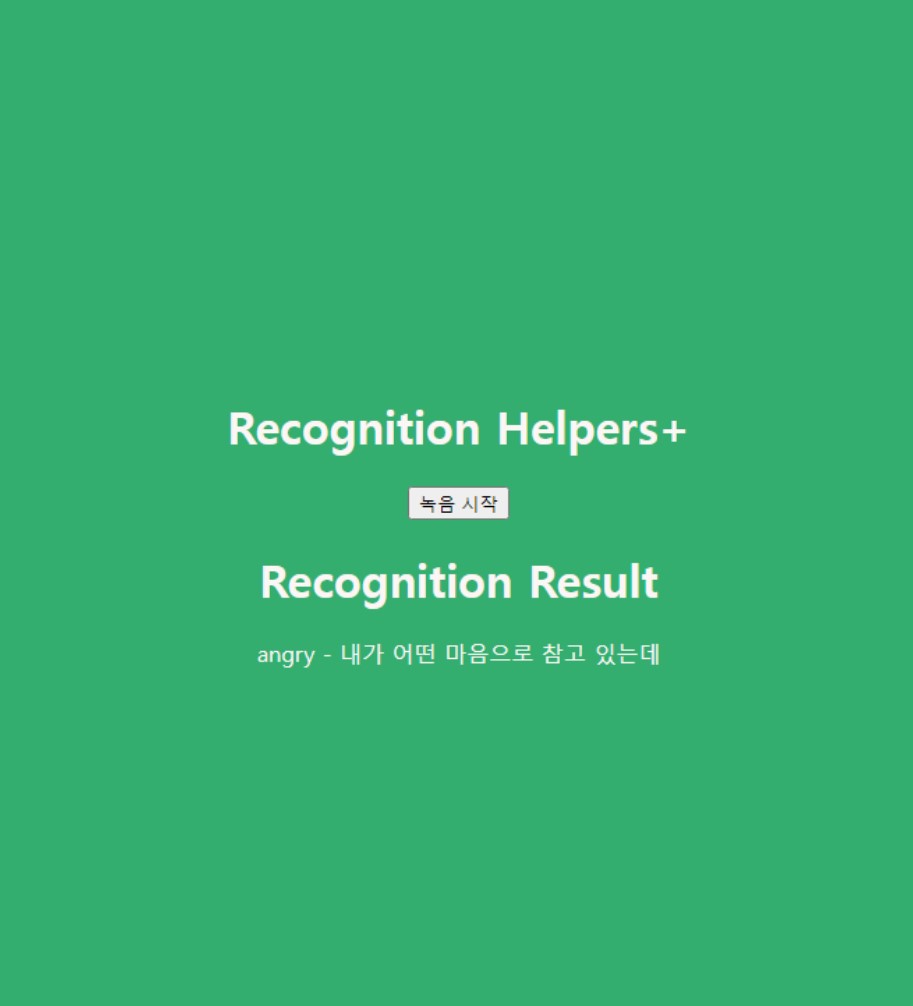 Recognition Helpers+
녹음 시작
Recognition Result
angry - 내가 어떤 마음으로 참고 있는데